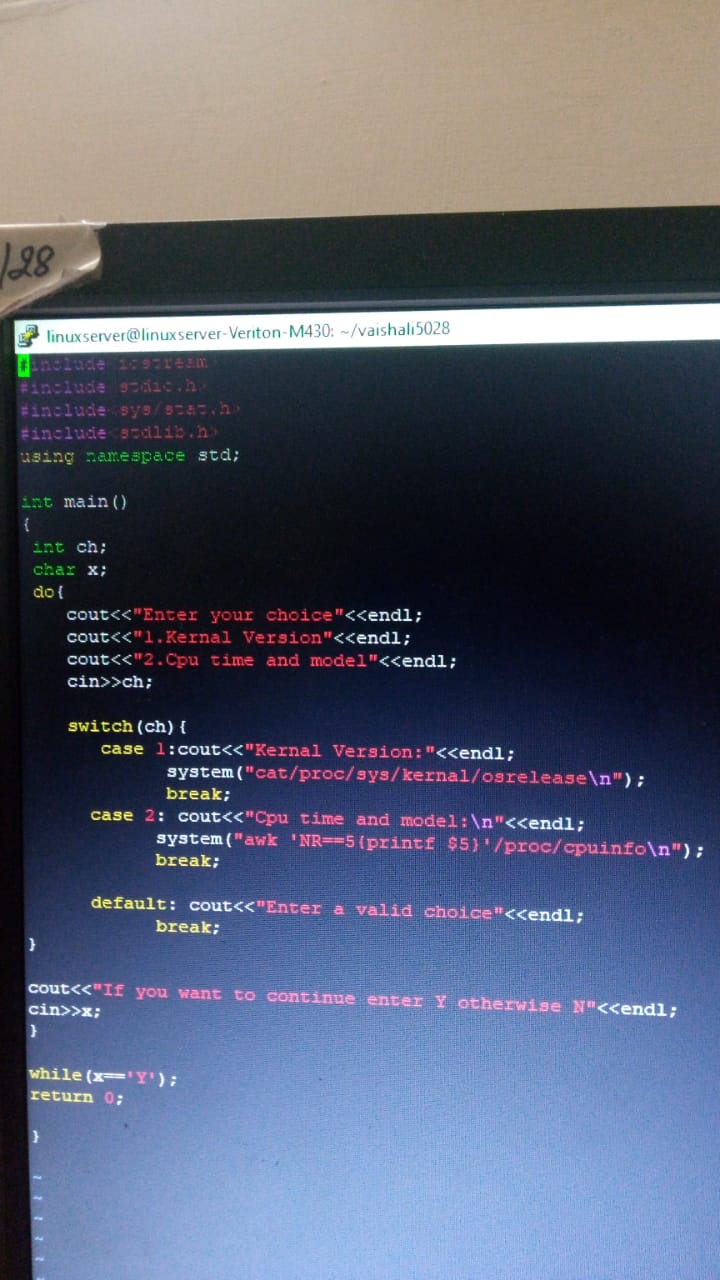 128
linuxserver@linuxserver-Veriton-M430: ~/vaishali5028
#include<iostream>
#include<stdio.h>
#include<sys/stat.h>
#include<stdlib.h>
using namespace std;
int main()
{
int ch;
char x;
do{
cout<<"Enter your choice"<<endl;
cout<<"1.Kernal Version"<<endl;
cout<<"2.Cpu time and model"<<endl;
cin>>ch;
switch(ch){
case 1:cout<<"Kernal Version:"<<endl;
system("cat/proc/sys/kernal/osrelease\n");
break;
case 2: cout<<"Cpu time and model:\n"<<endl;
system("awk 'NR==5{printf $5}'/proc/cpuinfo\n");
break;
default: cout<<"Enter a valid choice"<<endl;
break;
}
cout<<"If you want to continue enter Y otherwise N"<<endl;
cin>>x;
}
while(x=='Y');
return 0;
}
~
~
~
~
~